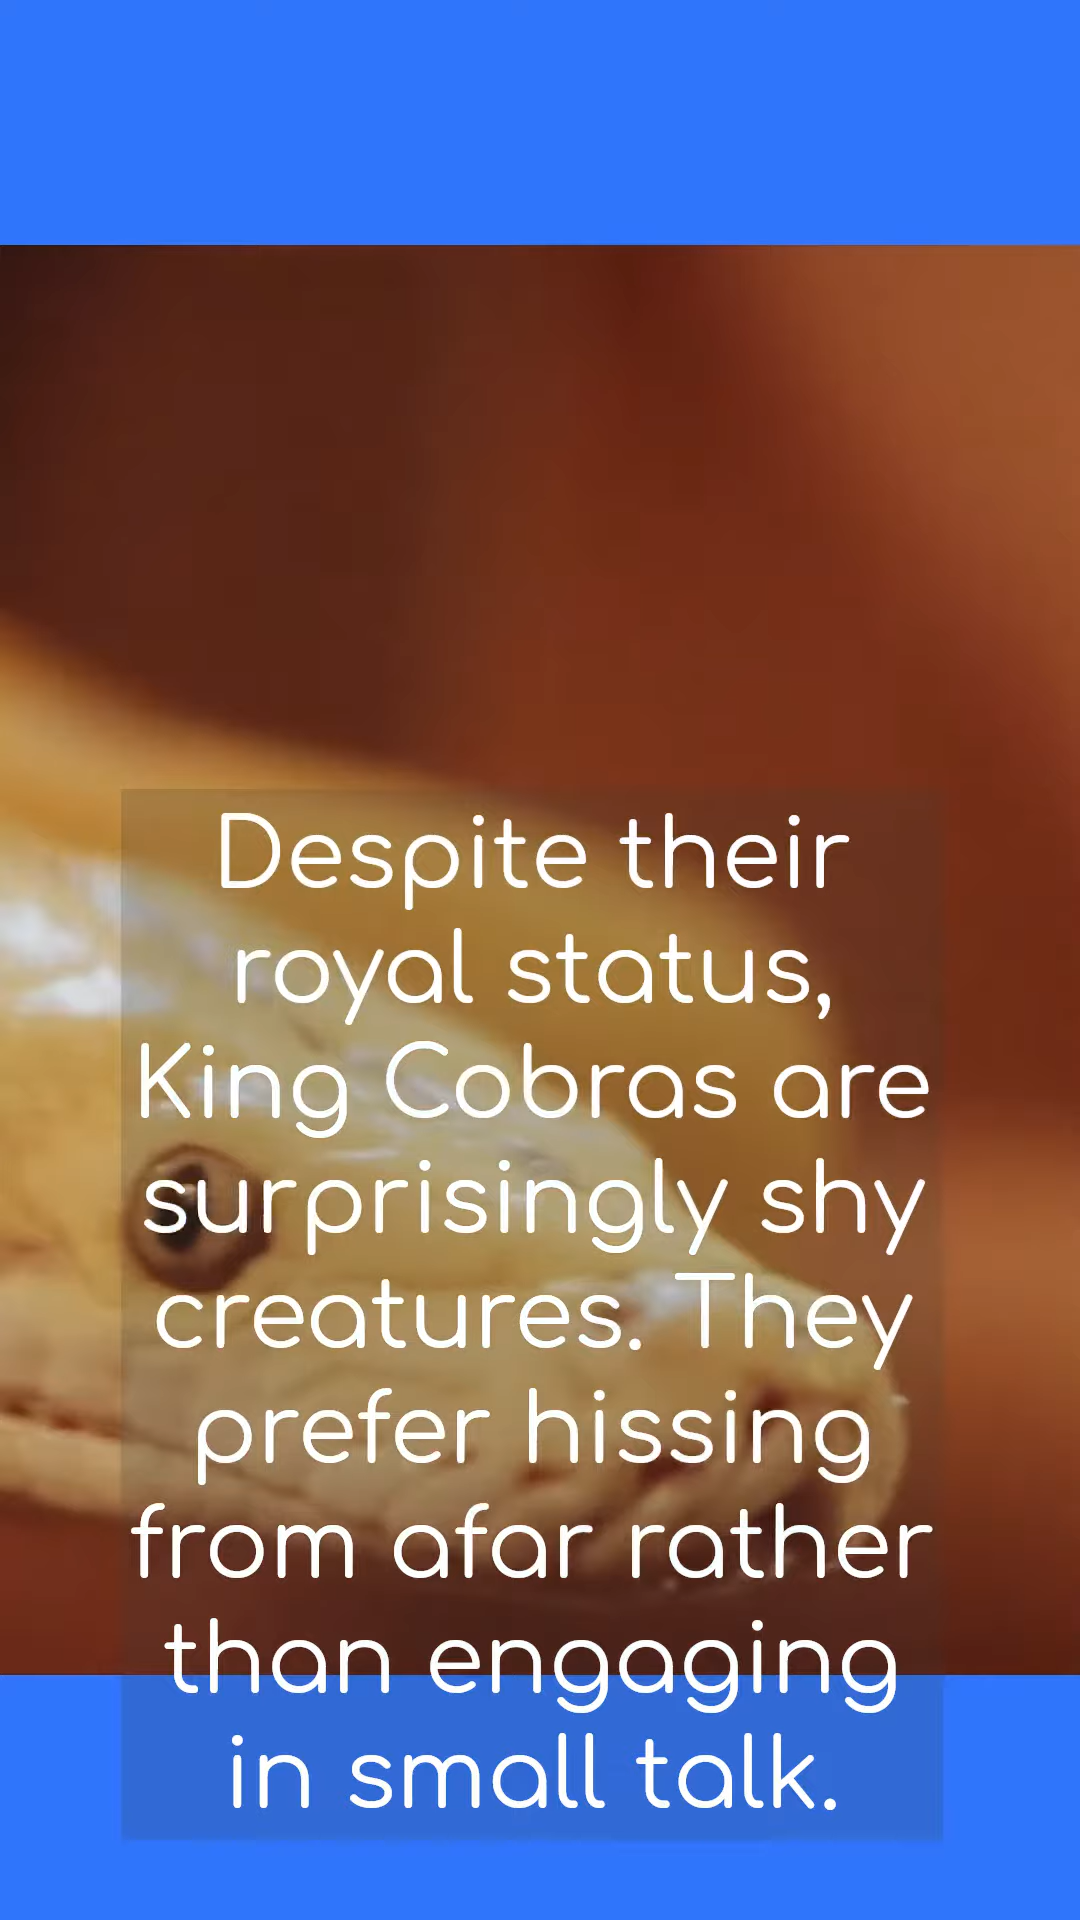 Despite their
royal status,
King Cobras are
surprisingly shy
creatures. They
prefer hissing
from afar rather
than engaging
in small talk.